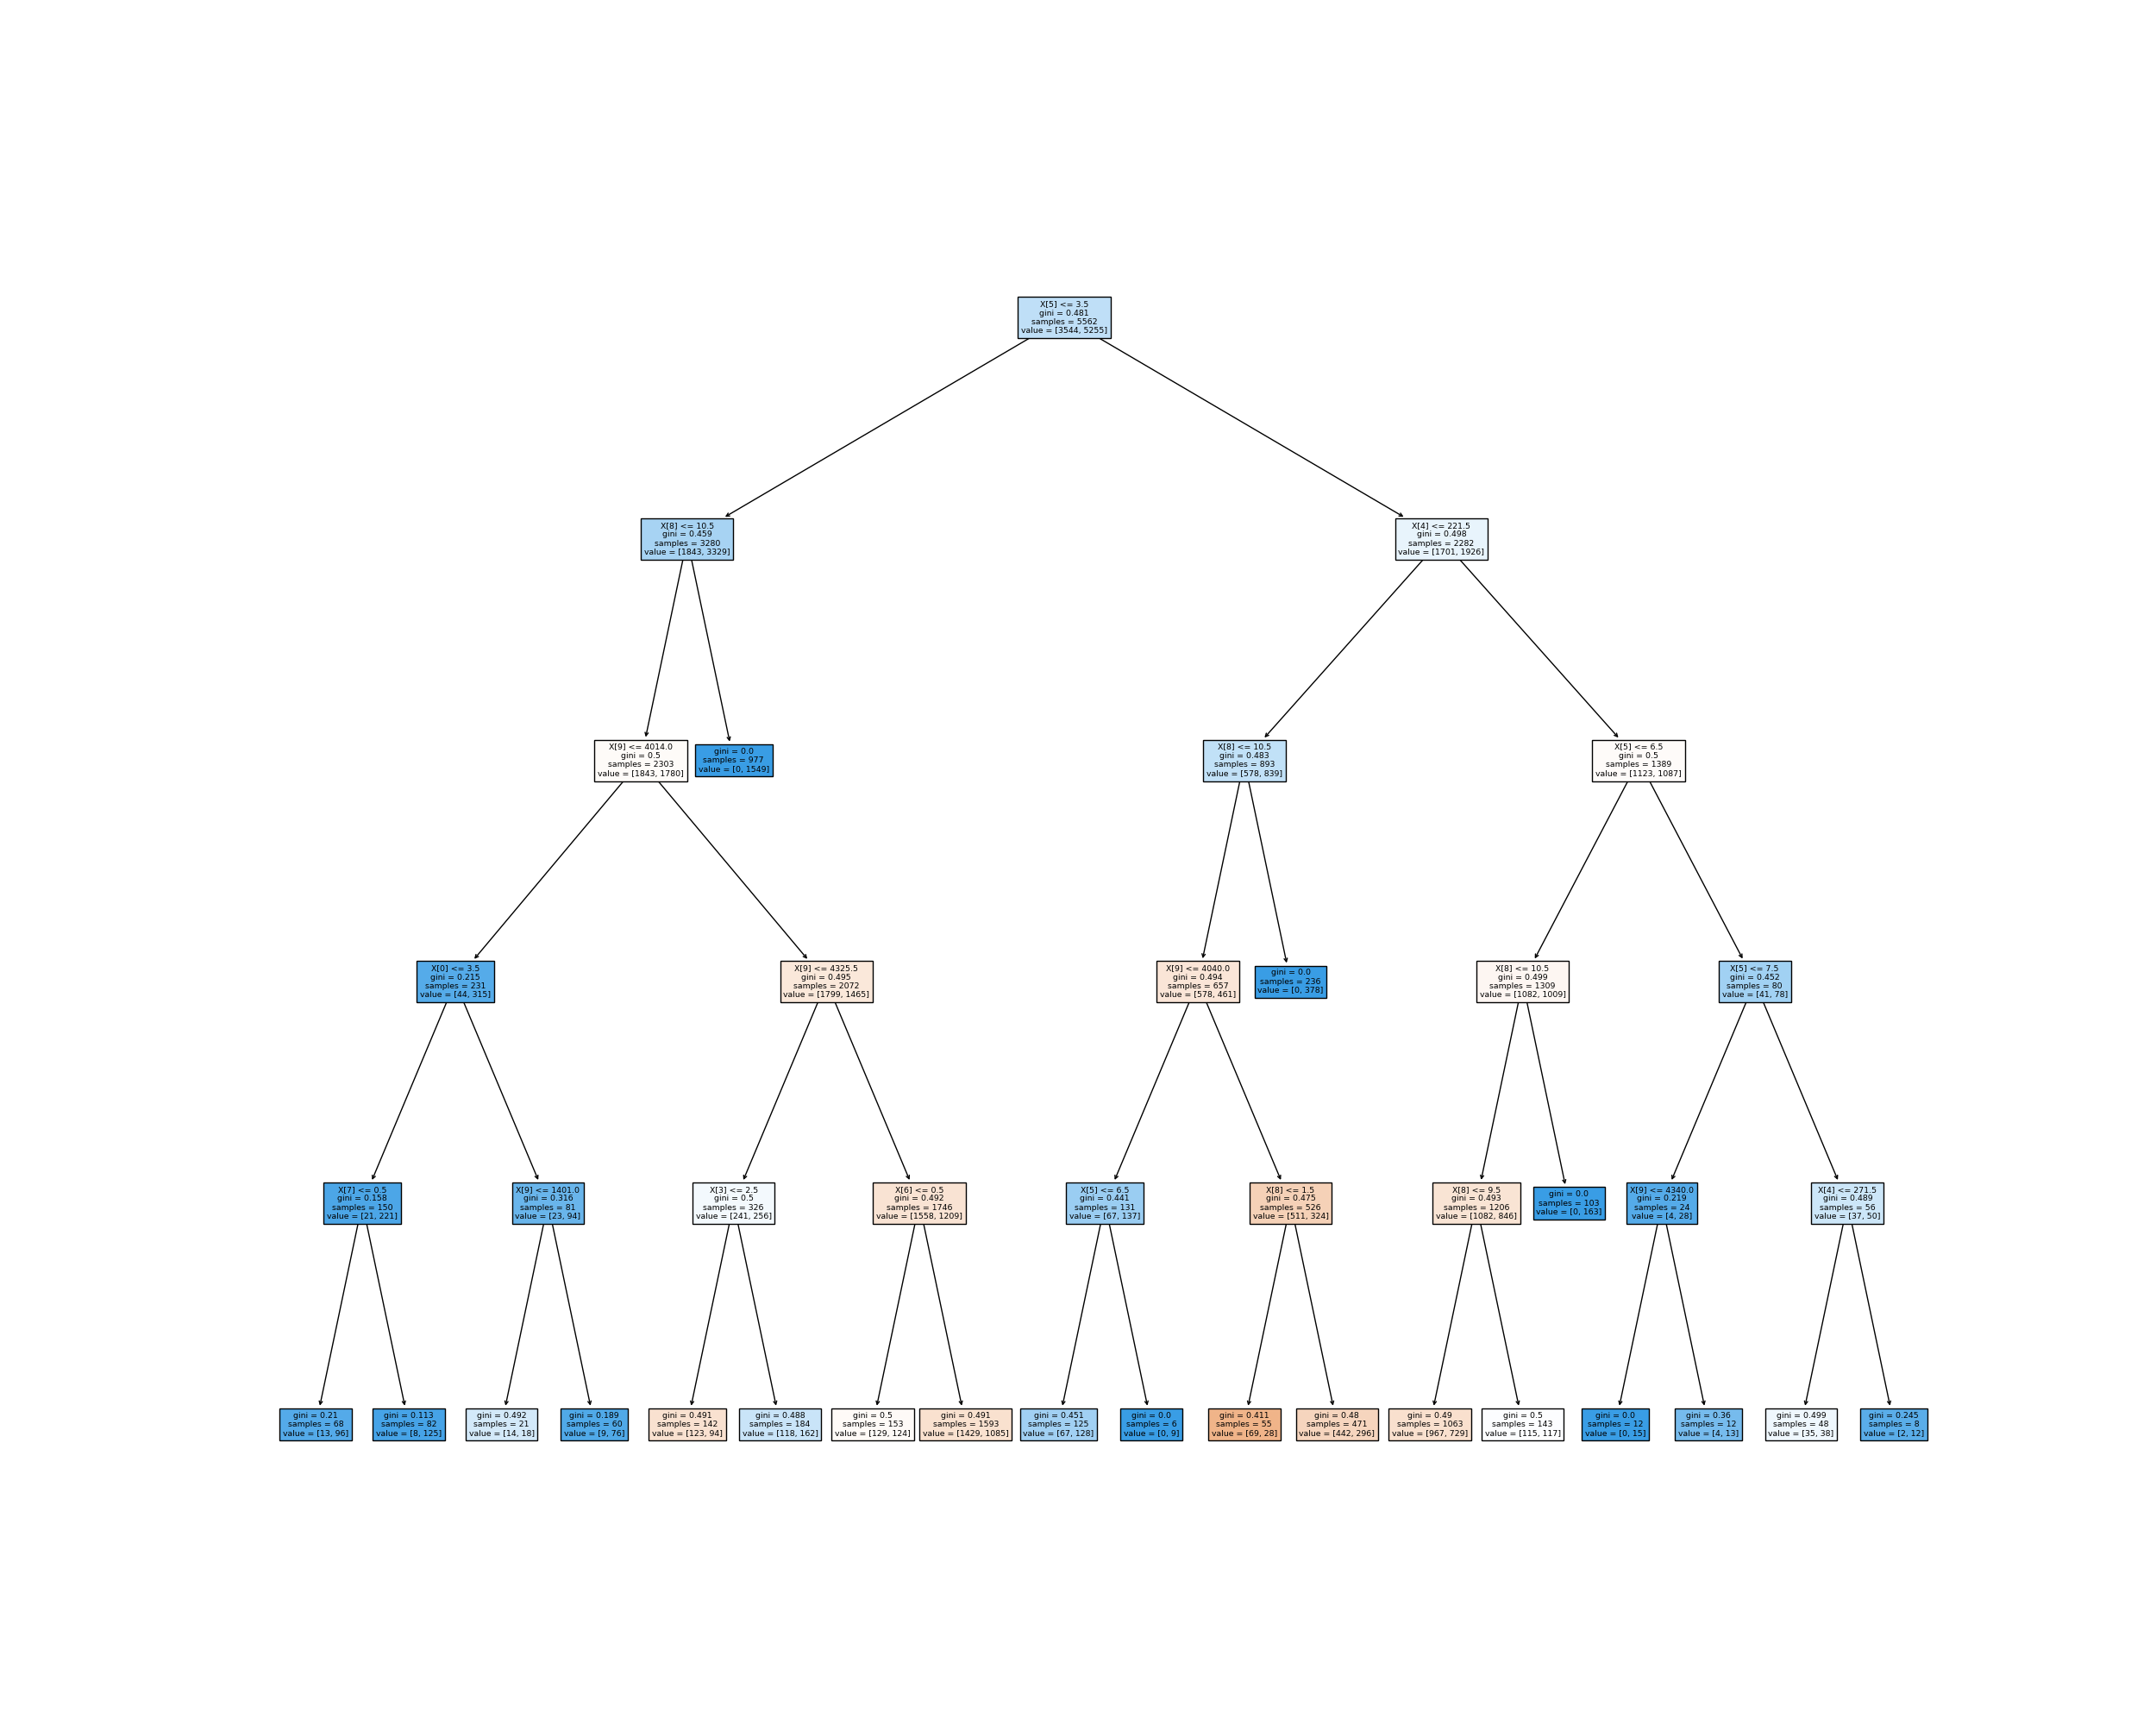 X[5] <= 3.5
gini = 0.481
samples = 5562
value = [3544, 5255]
X[8] <= 10.5
gini = 0.459
samples = 3280
value = [1843, 3329]
X[4] <= 221.5
gini = 0.498
samples = 2282
value = [1701, 1926]
X[9] <= 4014.0
gini = 0.5
samples = 2303
value = [1843, 1780]
gini = 0.0
samples = 977
value = [0, 1549]
X[8] <= 10.5
gini = 0.483
samples = 893
value = [578, 839]
X[5] <= 6.5
gini = 0.5
samples = 1389
value = [1123, 1087]
X[0] <= 3.5
gini = 0.215
samples = 231
value = [44, 315]
X[9] <= 4325.5
gini = 0.495
samples = 2072
value = [1799, 1465]
X[9] <= 4040.0
gini = 0.494
samples = 657
value = [578, 461]
gini = 0.0
samples = 236
value = [0, 378]
X[8] <= 10.5
gini = 0.499
samples = 1309
value = [1082, 1009]
X[5] <= 7.5
gini = 0.452
samples = 80
value = [41, 78]
X[7] <= 0.5
gini = 0.158
samples = 150
value = [21, 221]
X[9] <= 1401.0
gini = 0.316
samples = 81
value = [23, 94]
X[3] <= 2.5
gini = 0.5
samples = 326
value = [241, 256]
X[6] <= 0.5
gini = 0.492
samples = 1746
value = [1558, 1209]
X[5] <= 6.5
gini = 0.441
samples = 131
value = [67, 137]
X[8] <= 1.5
gini = 0.475
samples = 526
value = [511, 324]
X[8] <= 9.5
gini = 0.493
samples = 1206
value = [1082, 846]
gini = 0.0
samples = 103
value = [0, 163]
X[9] <= 4340.0
gini = 0.219
samples = 24
value = [4, 28]
X[4] <= 271.5
gini = 0.489
samples = 56
value = [37, 50]
gini = 0.21
samples = 68
value = [13, 96]
gini = 0.113
samples = 82
value = [8, 125]
gini = 0.492
samples = 21
value = [14, 18]
gini = 0.189
samples = 60
value = [9, 76]
gini = 0.491
samples = 142
value = [123, 94]
gini = 0.488
samples = 184
value = [118, 162]
gini = 0.5
samples = 153
value = [129, 124]
gini = 0.491
samples = 1593
value = [1429, 1085]
gini = 0.451
samples = 125
value = [67, 128]
gini = 0.0
samples = 6
value = [0, 9]
gini = 0.411
samples = 55
value = [69, 28]
gini = 0.48
samples = 471
value = [442, 296]
gini = 0.49
samples = 1063
value = [967, 729]
gini = 0.5
samples = 143
value = [115, 117]
gini = 0.0
samples = 12
value = [0, 15]
gini = 0.36
samples = 12
value = [4, 13]
gini = 0.499
samples = 48
value = [35, 38]
gini = 0.245
samples = 8
value = [2, 12]